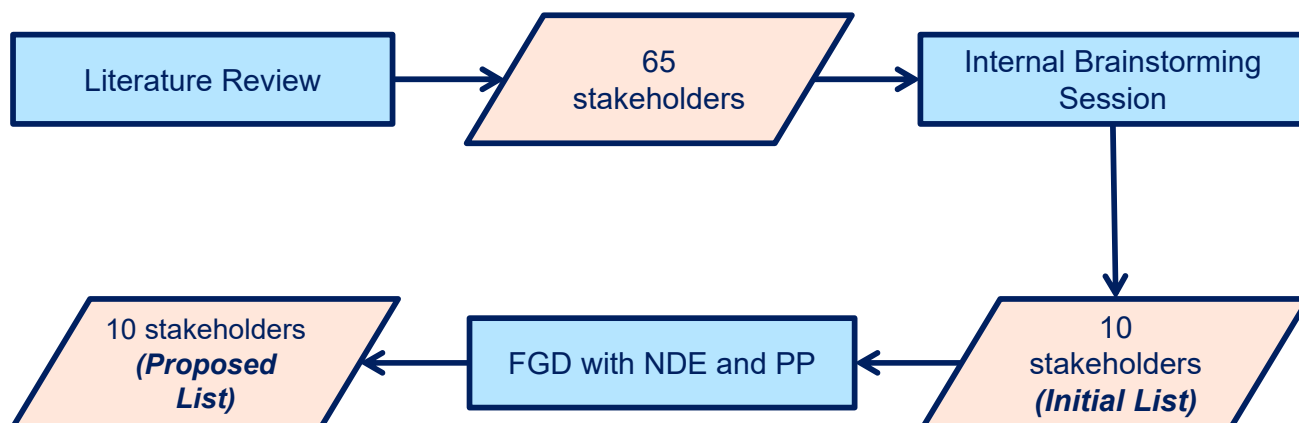 Literature Review
65
stakeholders
Internal Brainstorming
Session
10
stakeholders
(Initial List)
FGD with NDE and PP
10 stakeholders
(Proposed
List)